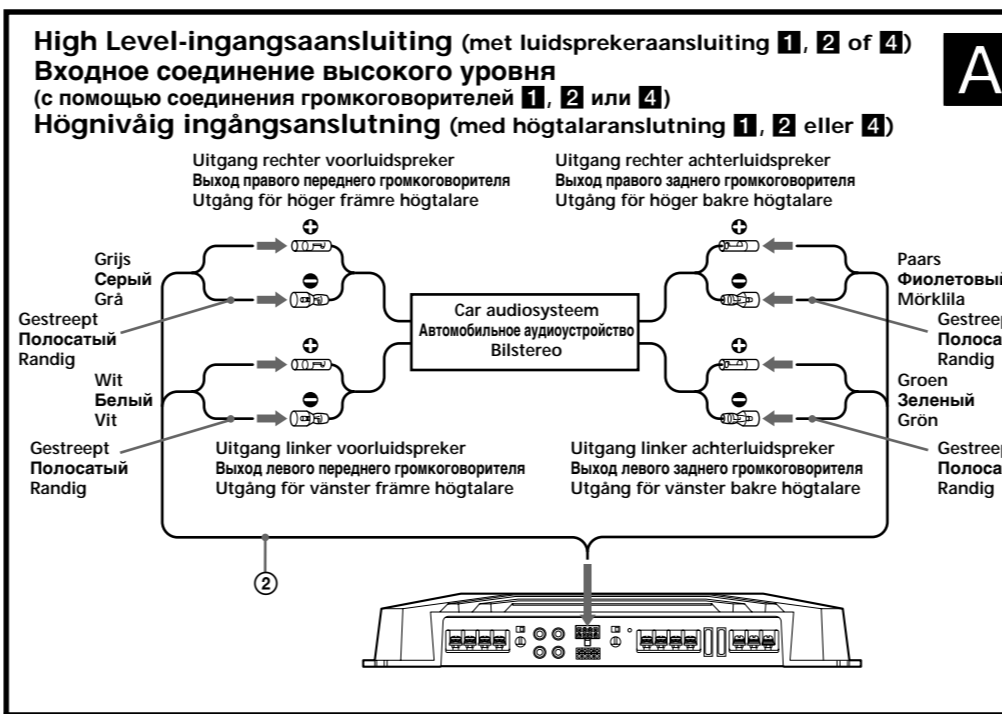 High Level-ingangsaansluiting (met luidsprekeraansluiting 1, 2 of 4)
Входное соединение высокого уровня
(с помощью соединения громкоговорителей 1, 2 или 4)
Högnivåig ingångsanslutning (med högtalaranslutning 1, 2 eller 4)
A
Uitgang rechter voorluidspreker
Выход правого переднего громкоговорителя
Utgång för höger främre högtalare
Uitgang rechter achterluidspreker
Выход правого заднего громкоговорителя
Utgång för höger bakre högtalare
Grijs
Серый
Grå
Gestreept
Полосатый
Randig
Wit
Белый
Vit
Gestreept
Полосатый
Randig
Car audiosysteem
Автомобильное аудиоустройство
Bilstereo
Paars
Фиолетовый
Mörklila
Gestreep
Полоса
Randig
Groen
Зеленый
Grön
Gestreep
Полоса
Randig
Uitgang linker voorluidspreker
Выход левого переднего громкоговорителя
Utgång för vänster främre högtalare
Uitgang linker achterluidspreker
Выход левого заднего громкоговорителя
Utgång för vänster bakre högtalare
②